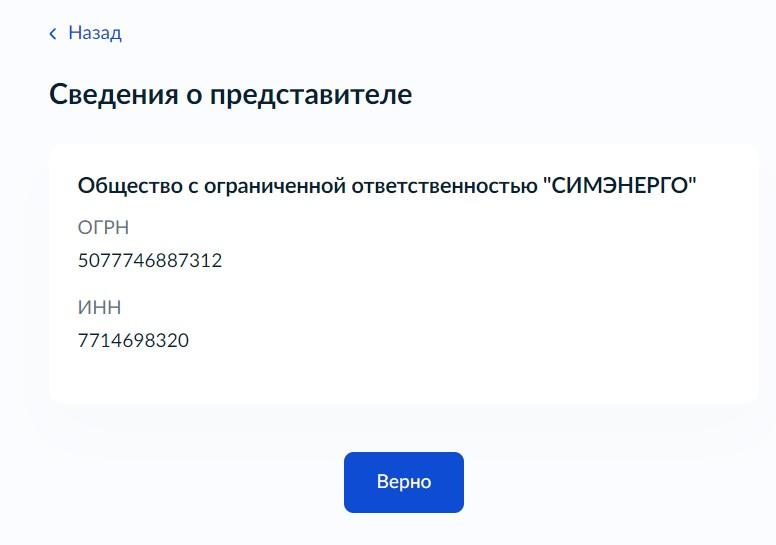 Назад
Сведения о представителе
Общество с ограниченной ответственностью "СИМЭНЕРГО"
ОГРН
5077746887312
ИНН
7714698320
Верно